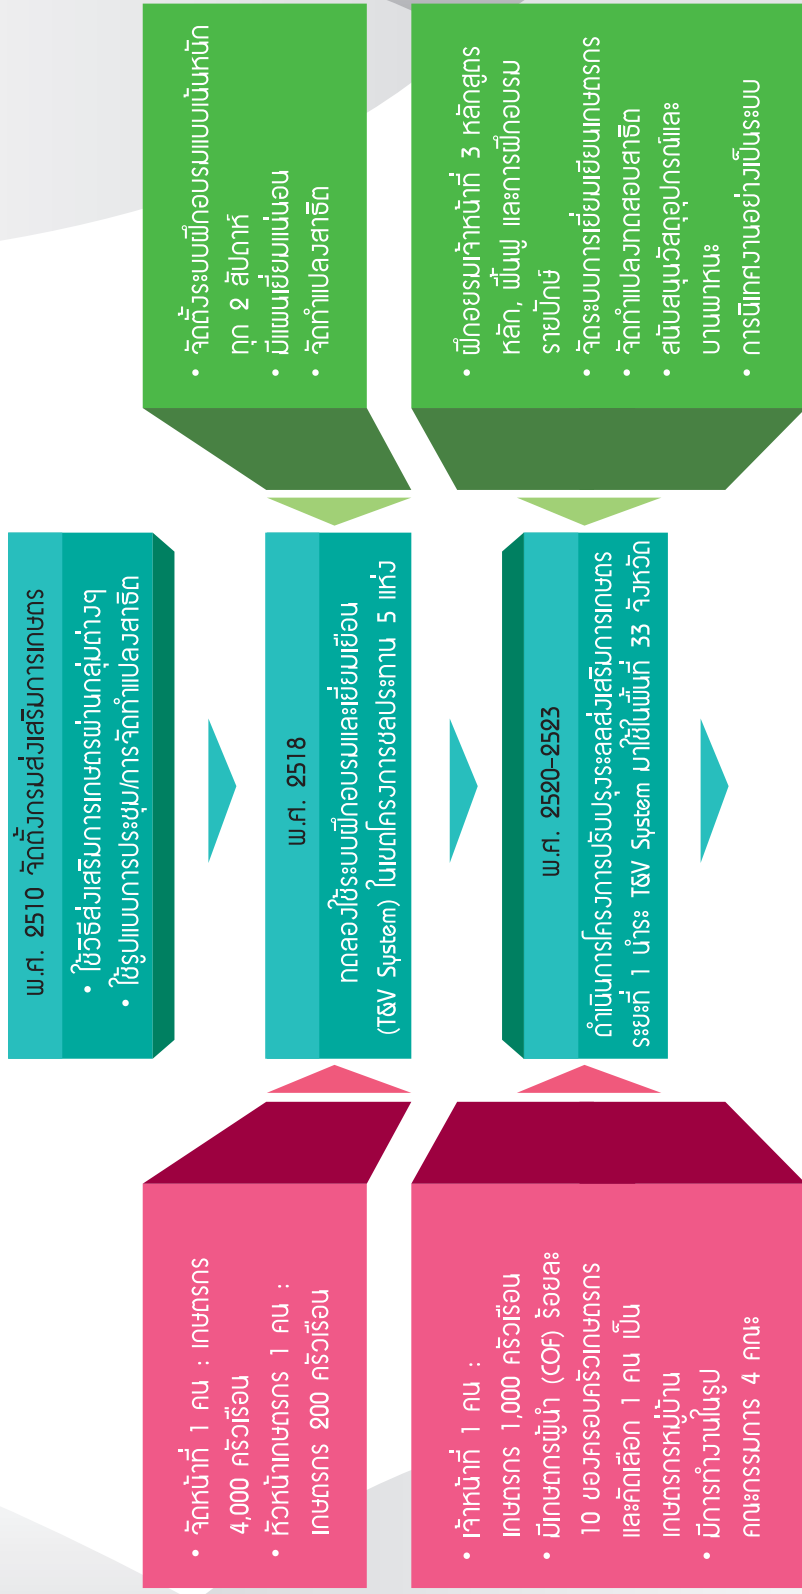 พ.ศ. 2510 จัดตั้งกรมส่งเสริมการเกษตร
• ใช้วิธีส่งเสริมการเกษตรผ่านกลุ่มต่างๆ
• ใช้รูปแบบการประชุม/การจัดทำแปลงสาธิต
• จัดหน้าที่ 1 คน : เกษตรกร
4,000 ครัวเรือน
• หัวหน้าเกษตรกร 1 คน :
เกษตรกร 200 ครัวเรือน
พ.ศ. 2518
ทดลองใช้ระบบฝึกอบรมและเยี่ยมเยือน
(T&V System) ในเขตโครงการชลประทาน 5 แห่ง
• จัดตั้งระบบฝึกอบรมแบบเน้นหนัก
ทุก 2 สัปดาห์
• มีแผนเยี่ยมแน่นอน
• จัดทำแปลงสาธิต
• เจ้าหน้าที่ 1 คน :
เกษตรกร 1,000 ครัวเรือน
• มีเกษตกรผู้นำ (COF) ร้อยละ
10 ของครอบครัวเกษตรกร
และคัดเลือก 1 คน เป็น
เกษตรกรหมู่บ้าน
• มีการทำงานในรูป
คณะกรรมการ 4 คณะ
พ.ศ. 2520-2523
ดำเนินการโครงการปรับปรุงระลลส่งเสริมการเกษตร
ระยะที่ 1 นำระ T&V System มาใช้ในพื้นที่ 33 จังหวัด
• ฝึกอยรมเจ้าหน้าที่ 3 หลักสูตร
หลัก, ฟื้นฟู และการฝึกอบรม
รายปักษ์
• จัดระบบการเยี่ยมเยียนเกษตรกร
• จัดทำแปลงทดสอบสาธิต
• สนับสนุนวัสดุอุปกรณ์และ
ยานพาหนะ
• การนิเทศงานอย่างเป็นระบบ